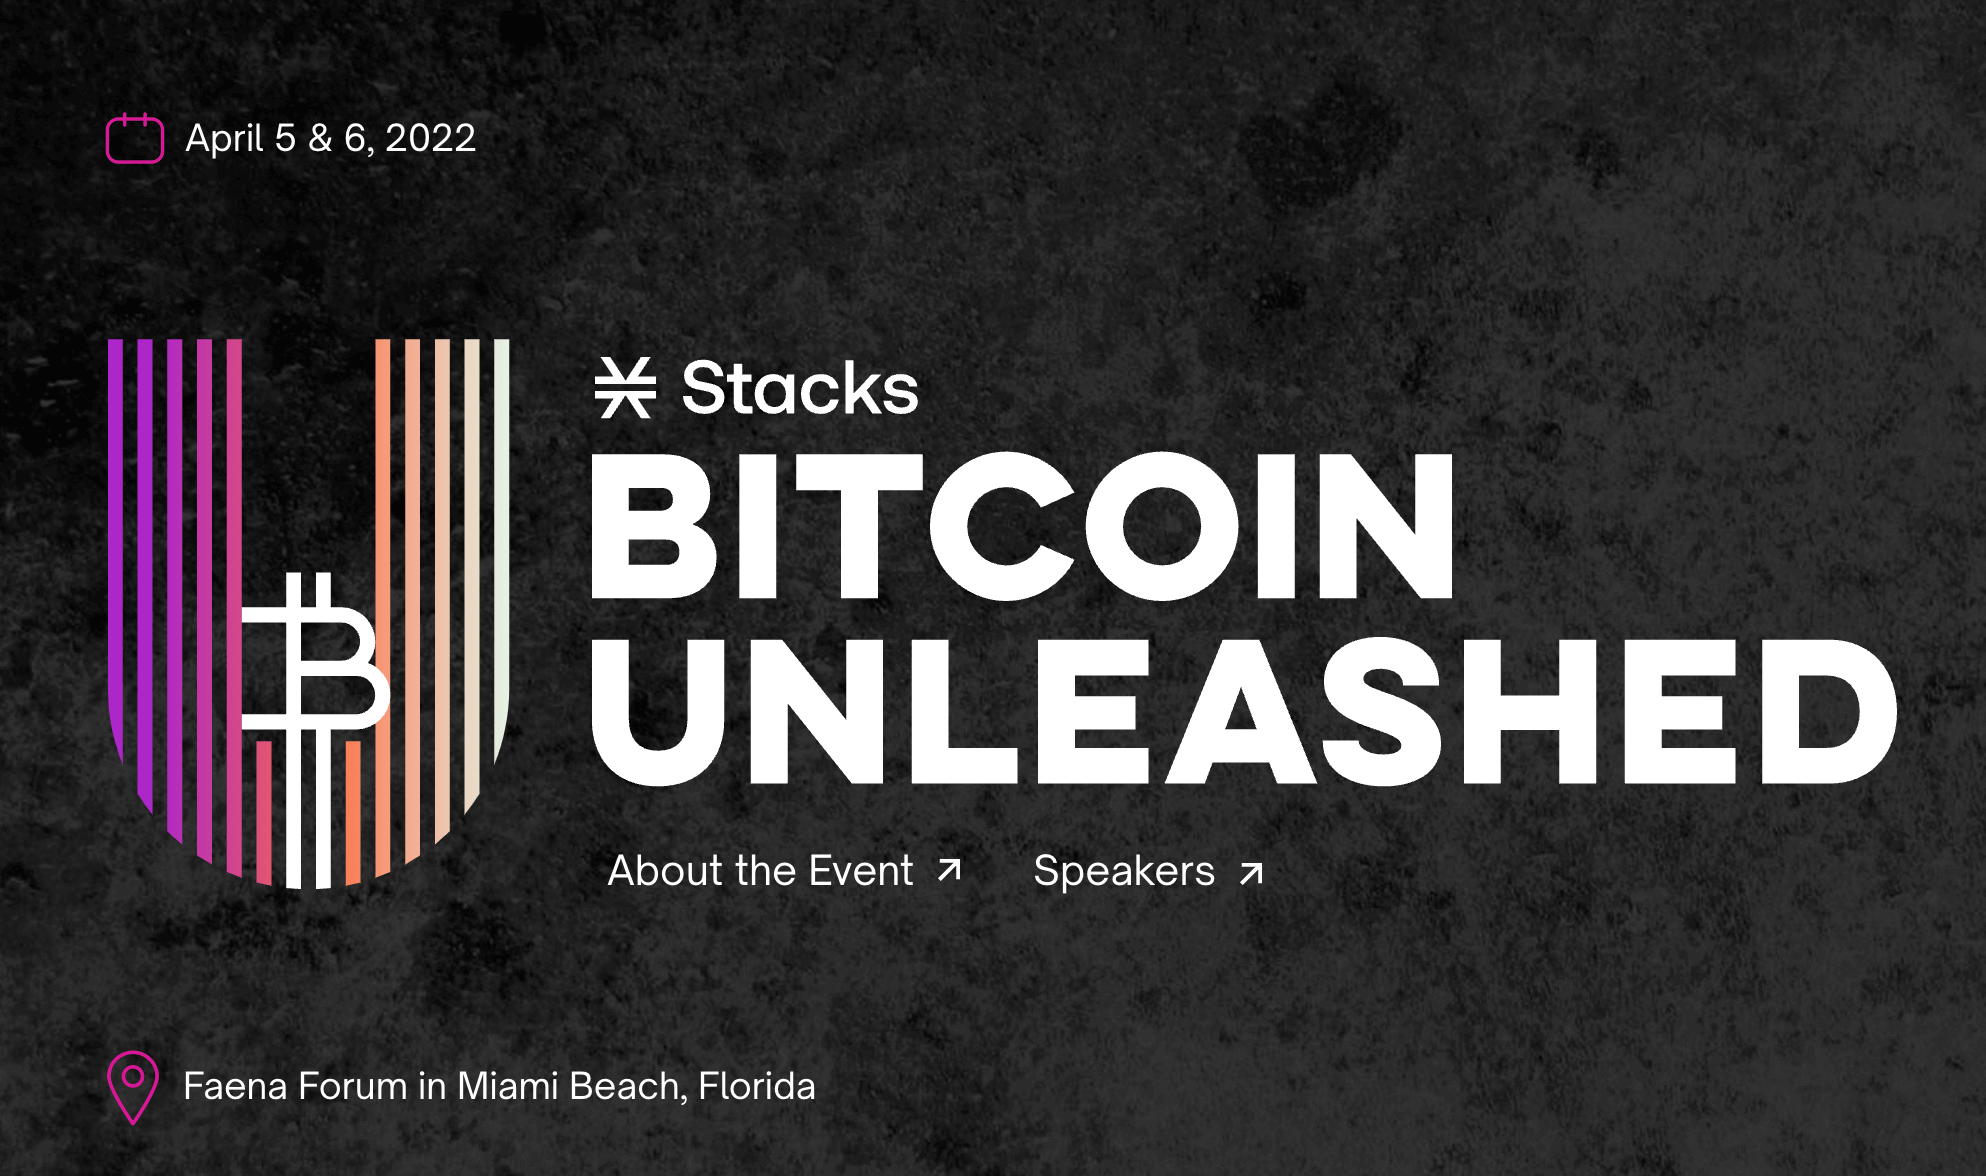 April 5 & 6, 2022
Stacks
BITCOIN
UNLEASHED
About the Event Speakers
Faena Forum in Miami Beach, Florida